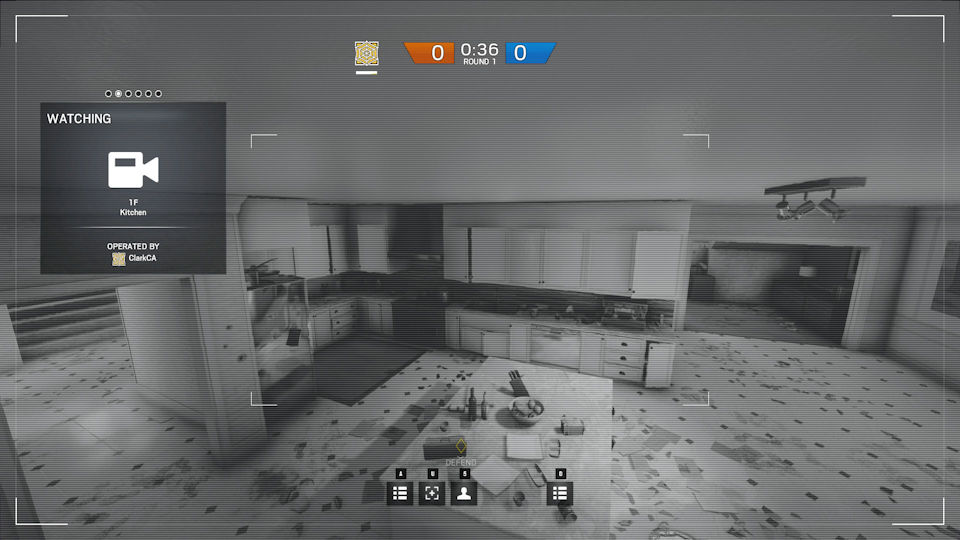 0 0:36 0
ROUND 1
WATCHING
1F
Kitchen
OPERATED BY
ClarkCA
DEFEND
A
S